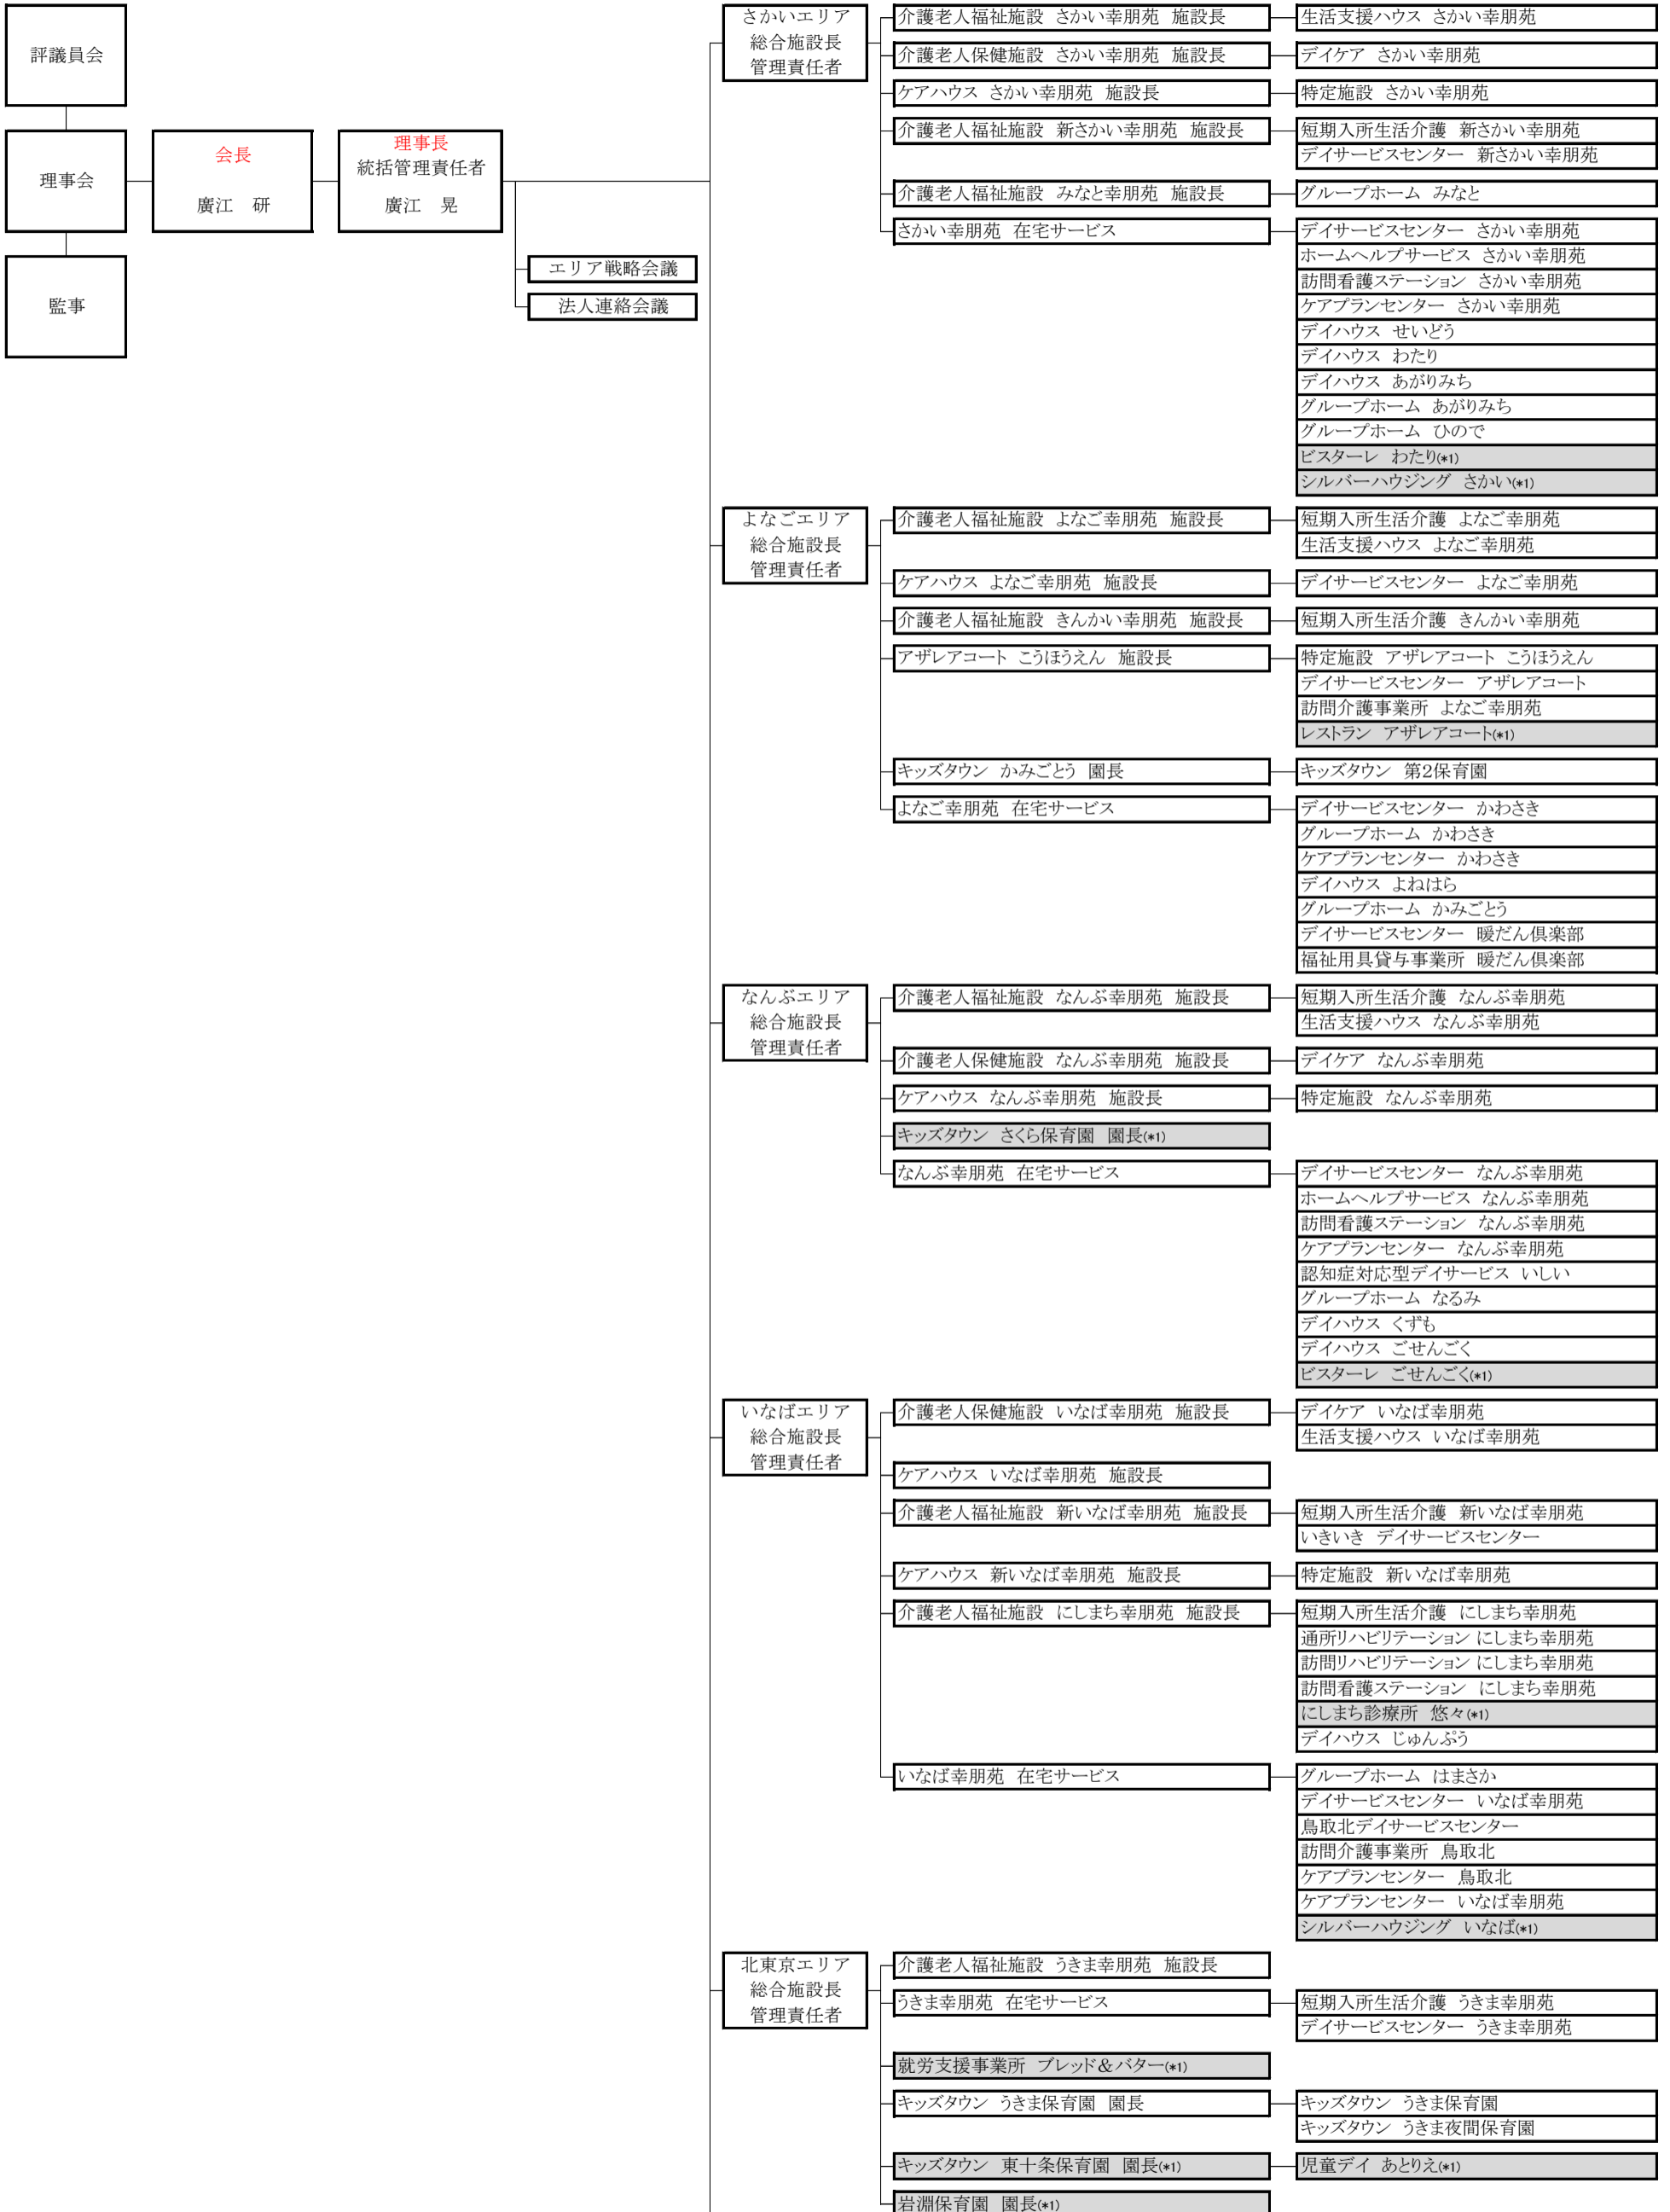 評議員会
理事会
監事
会長
廣江　研
理事長
統括管理責任者
廣江　晃
エリア戦略会議
法人連絡会議
さかいエリア
総合施設長
管理責任者
介護老人福祉施設　さかい幸朋苑　施設長
生活支援ハウス　さかい幸朋苑
介護老人保健施設　さかい幸朋苑　施設長
デイケア　さかい幸朋苑
ケアハウス　さかい幸朋苑　施設長
特定施設　さかい幸朋苑
介護老人福祉施設　新さかい幸朋苑　施設長
短期入所生活介護　新さかい幸朋苑
デイサービスセンター　新さかい幸朋苑
介護老人福祉施設　みなと幸朋苑　施設長
グループホーム　みなと
さかい幸朋苑　在宅サービス
デイサービスセンター　さかい幸朋苑
ホームヘルプサービス　さかい幸朋苑
訪問看護ステーション　さかい幸朋苑
ケアプランセンター　さかい幸朋苑
デイハウス　せいどう
デイハウス　わたり
デイハウス　あがりみち
グループホーム　あがりみち
グループホーム　ひので
ビスターレ　わたり(*1)
シルバーハウジング　さかい(*1)
よなごエリア
総合施設長
管理責任者
介護老人福祉施設　よなご幸朋苑　施設長
短期入所生活介護　よなご幸朋苑
生活支援ハウス　よなご幸朋苑
ケアハウス　よなご幸朋苑　施設長
デイサービスセンター　よなご幸朋苑
介護老人福祉施設　きんかい幸朋苑　施設長
短期入所生活介護　きんかい幸朋苑
アザレアコート　こうほうえん　施設長
特定施設　アザレアコート　こうほうえん
デイサービスセンター　アザレアコート
訪問介護事業所　よなご幸朋苑
レストラン　アザレアコート(*1)
キッズタウン　かみごとう　園長
キッズタウン　第2保育園
よなご幸朋苑　在宅サービス
デイサービスセンター　かわさき
グループホーム　かわさき
ケアプランセンター　かわさき
デイハウス　よねはら
グループホーム　かみごとう
デイサービスセンター　暖だん倶楽部
福祉用具貸与事業所　暖だん倶楽部
なんぶエリア
総合施設長
管理責任者
介護老人福祉施設　なんぶ幸朋苑　施設長
短期入所生活介護　なんぶ幸朋苑
生活支援ハウス　なんぶ幸朋苑
介護老人保健施設　なんぶ幸朋苑　施設長
デイケア　なんぶ幸朋苑
ケアハウス　なんぶ幸朋苑　施設長
特定施設　なんぶ幸朋苑
キッズタウン　さくら保育園　園長(*1)
なんぶ幸朋苑　在宅サービス
デイサービスセンター　なんぶ幸朋苑
ホームヘルプサービス　なんぶ幸朋苑
訪問看護ステーション　なんぶ幸朋苑
ケアプランセンター　なんぶ幸朋苑
認知症対応型デイサービス　いしい
グループホーム　なるみ
デイハウス　くずも
デイハウス　ごせんごく
ビスターレ　ごせんごく(*1)
いなばエリア
総合施設長
管理責任者
介護老人保健施設　いなば幸朋苑　施設長
デイケア　いなば幸朋苑
生活支援ハウス　いなば幸朋苑
ケアハウス　いなば幸朋苑　施設長
介護老人福祉施設　新いなば幸朋苑　施設長
短期入所生活介護　新いなば幸朋苑
いきいき　デイサービスセンター
ケアハウス　新いなば幸朋苑　施設長
特定施設　新いなば幸朋苑
介護老人福祉施設　にしまち幸朋苑　施設長
短期入所生活介護　にしまち幸朋苑
通所リハビリテーション にしまち幸朋苑
訪問リハビリテーション にしまち幸朋苑
訪問看護ステーション　にしまち幸朋苑
にしまち診療所　悠々(*1)
デイハウス　じゅんぷう
いなば幸朋苑　在宅サービス
グループホーム　はまさか
デイサービスセンター　いなば幸朋苑
鳥取北デイサービスセンター
訪問介護事業所　鳥取北
ケアプランセンター　鳥取北
ケアプランセンター　いなば幸朋苑
シルバーハウジング　いなば(*1)
北東京エリア
総合施設長
管理責任者
介護老人福祉施設　うきま幸朋苑　施設長
うきま幸朋苑　在宅サービス
短期入所生活介護　うきま幸朋苑
デイサービスセンター　うきま幸朋苑
就労支援事業所　ブレッド＆バター(*1)
キッズタウン　うきま保育園　園長
キッズタウン　うきま保育園
キッズタウン　うきま夜間保育園
キッズタウン　東十条保育園　園長(*1)
児童デイ　あとりえ(*1)
岩淵保育園　園長(*1)